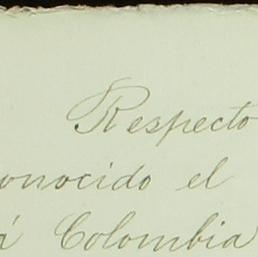 Respecto
onocido el
á Colombia